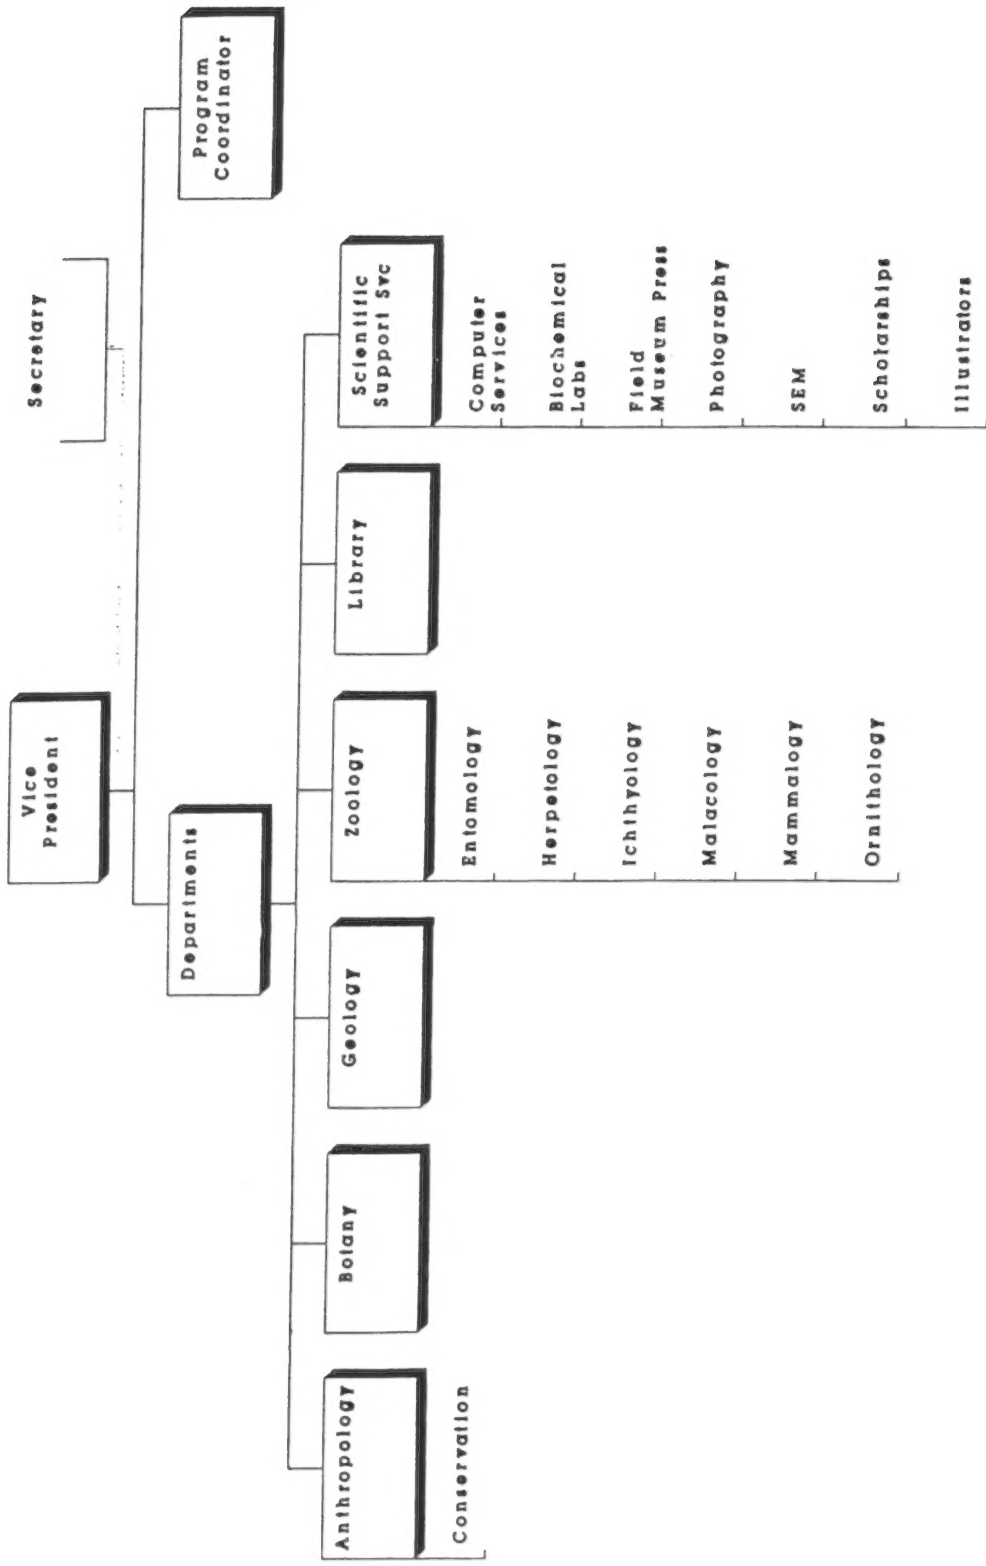 Secretary
Vice
President
Program
Coordinator
Departments
Anthropology
Conservation
Botany
Geology
Zoology
Entomology
Herpetology
Ichthyology
Malacology
Mammalogy
Ornithology
Library
Scientific
Support Svc
Computer
Services
Biochemical
Labs
Field
Museum Press
Photography
SEM
Scholarships
Illustrators